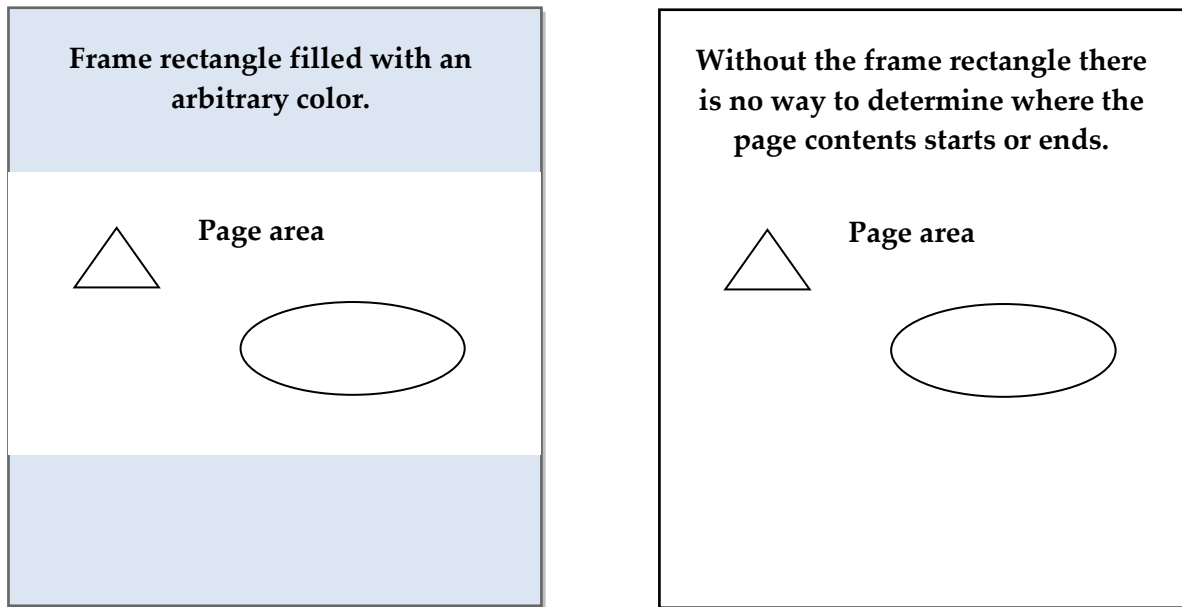 Frame rectangle filled with an
arbitrary color.
Page area
Without the frame rectangle there
is no way to determine where the
page contents starts or ends.
Page area